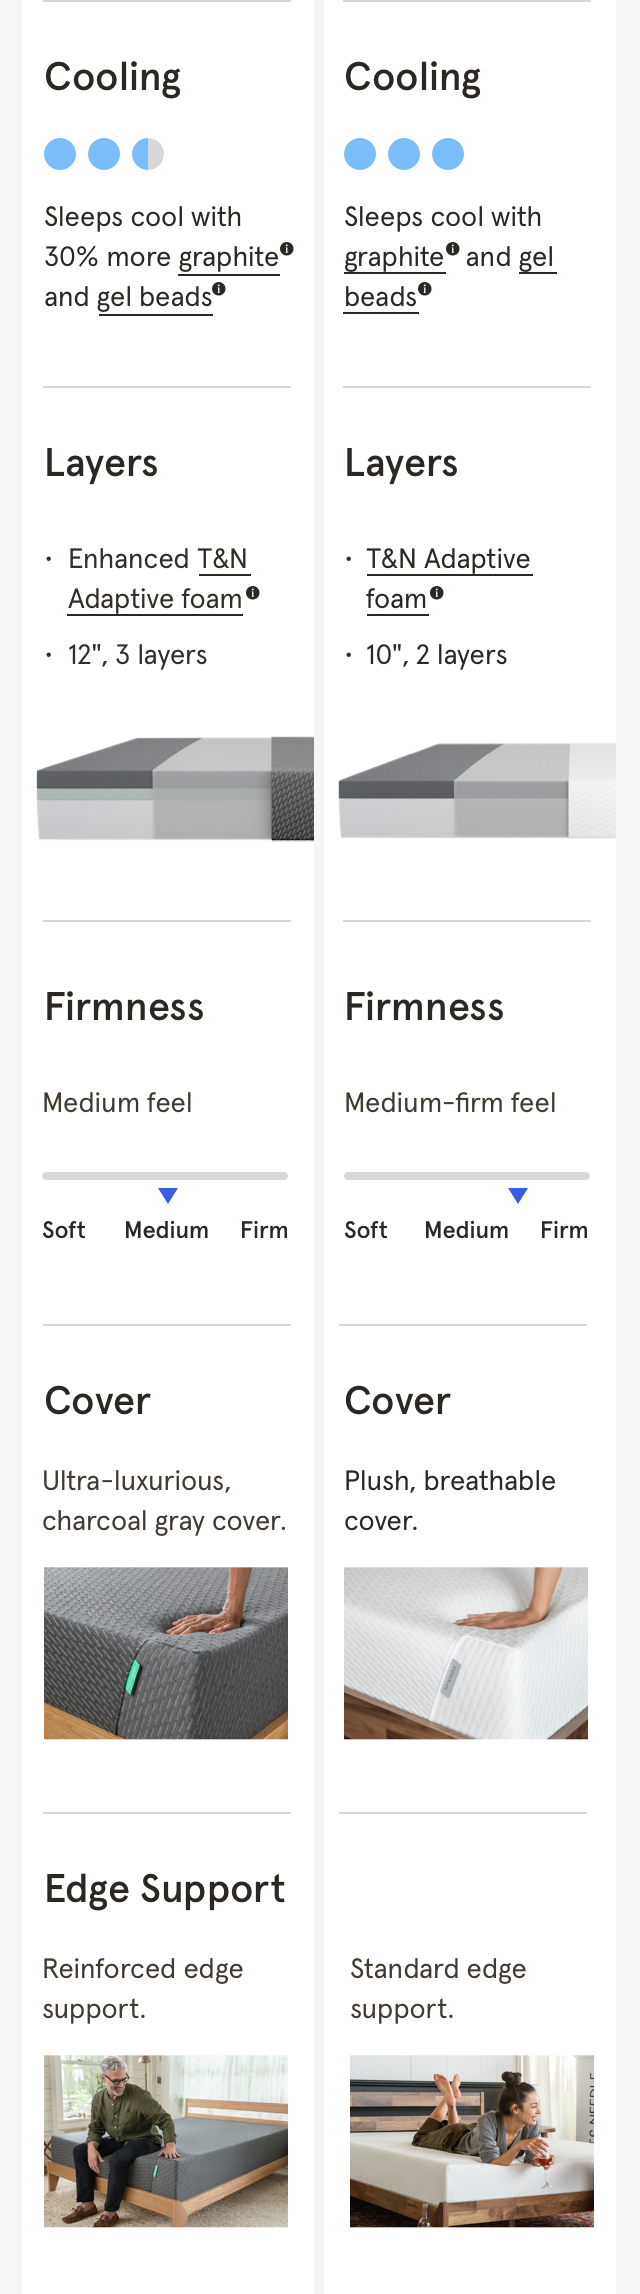 Cooling
Sleeps cool with
30% more graphite
and gel beads
Layers
• Enhanced T&N
Adaptive foam
• 12", 3 layers
Firmness
Medium feel
Soft Medium Firm
Cover
Ultra-luxurious,
charcoal gray cover.
Edge Support
Reinforced edge
support.
Cooling
Sleeps cool with
graphite and gel
beads
Layers
• T&N Adaptive
foam
• 10", 2 layers
Firmness
Medium-firm feel
Soft Medium Firm
Cover
Plush, breathable
cover.
Standard edge
support.